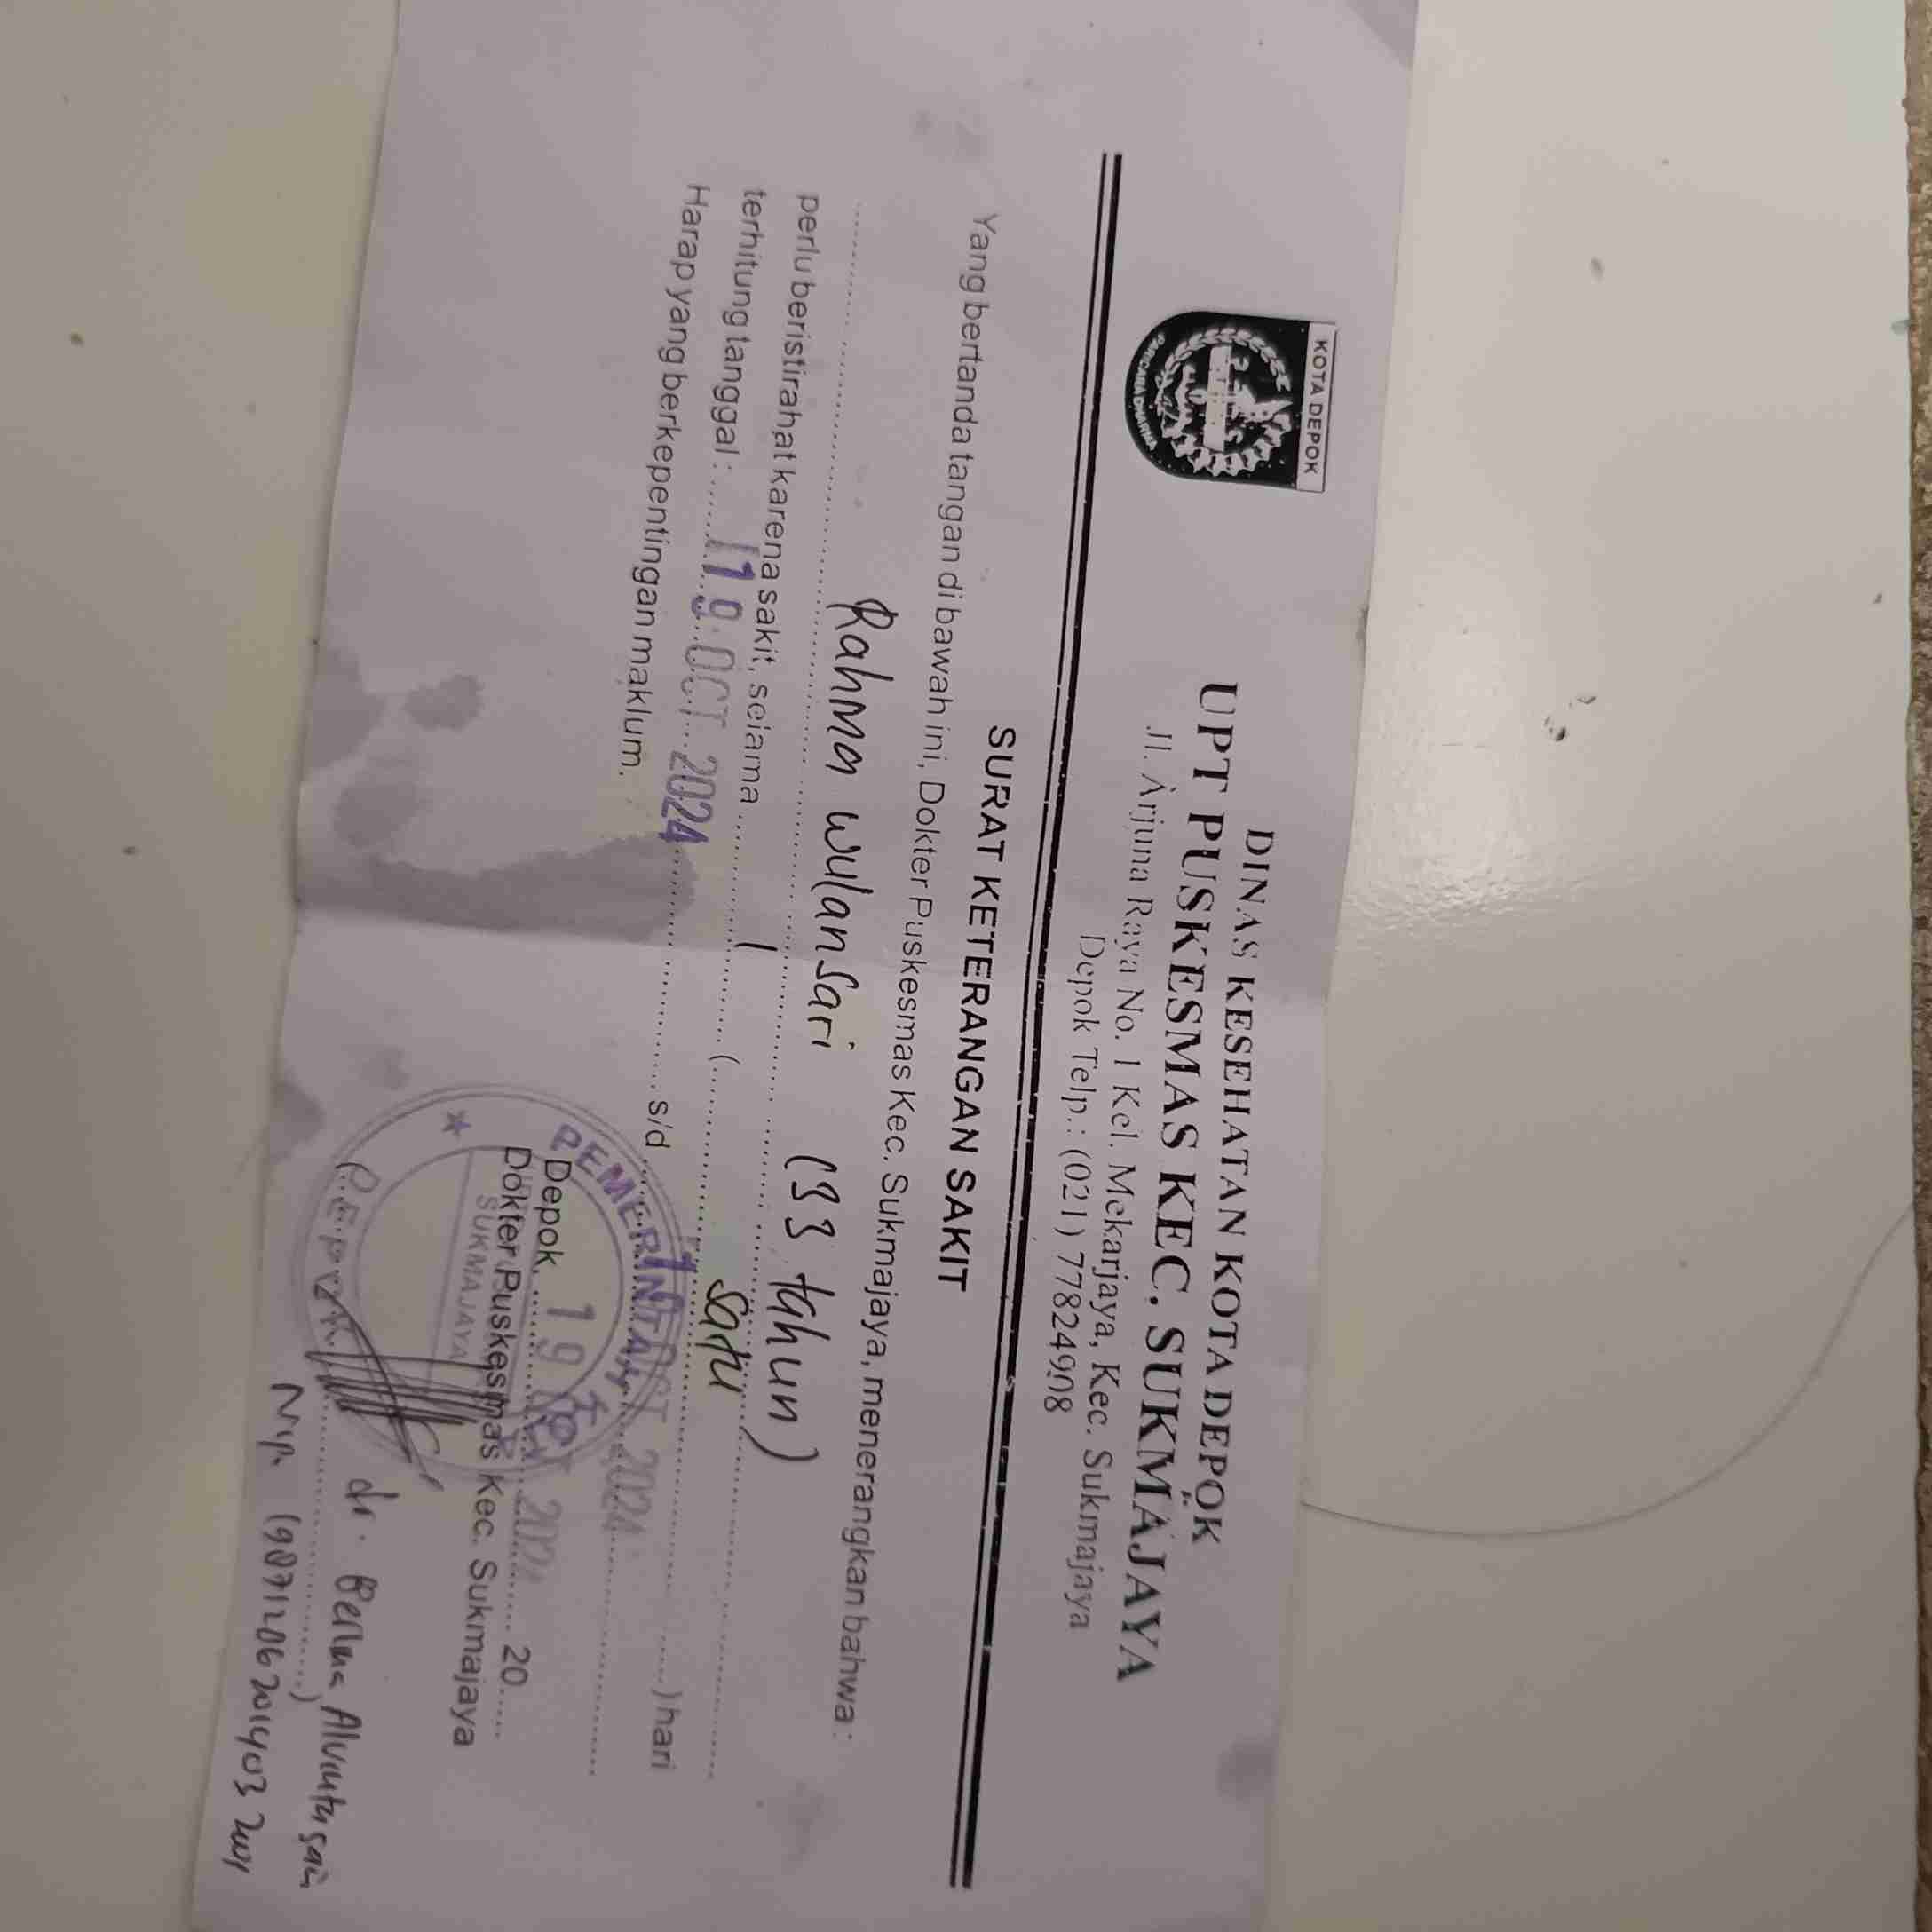 KOTA DEPOK
DINAS KESEHATAN KOTA DEPOK
UPT PUSKESMAS KEC. SUKMAJAYA
Jl. Arjuna Raya No. 1 Kel. Mekarjaya, Kec. Sukmajaya
Depok Telp.: (021) 77824998
SURAT KETERANGAN SAKIT
Yang bertanda tangan di bawah ini, Dokter Puskesmas Kec. Sukmajaya, menerangkan bahwa :
Rahma wulansari (33 tahun)
perlu beristirahat karena sakit, selama 1 ( satu ) hari
terhitung tanggal : 19 OCT 2024 s/d 19 OCT 2024
Harap yang berkepentingan maklum.
Depok, 19 OCT 2024 20
Dokter Puskesmas Kec. Sukmajaya
PEMERINTAH
SUKMAJAYA
DEPOK
dr.
Nip.